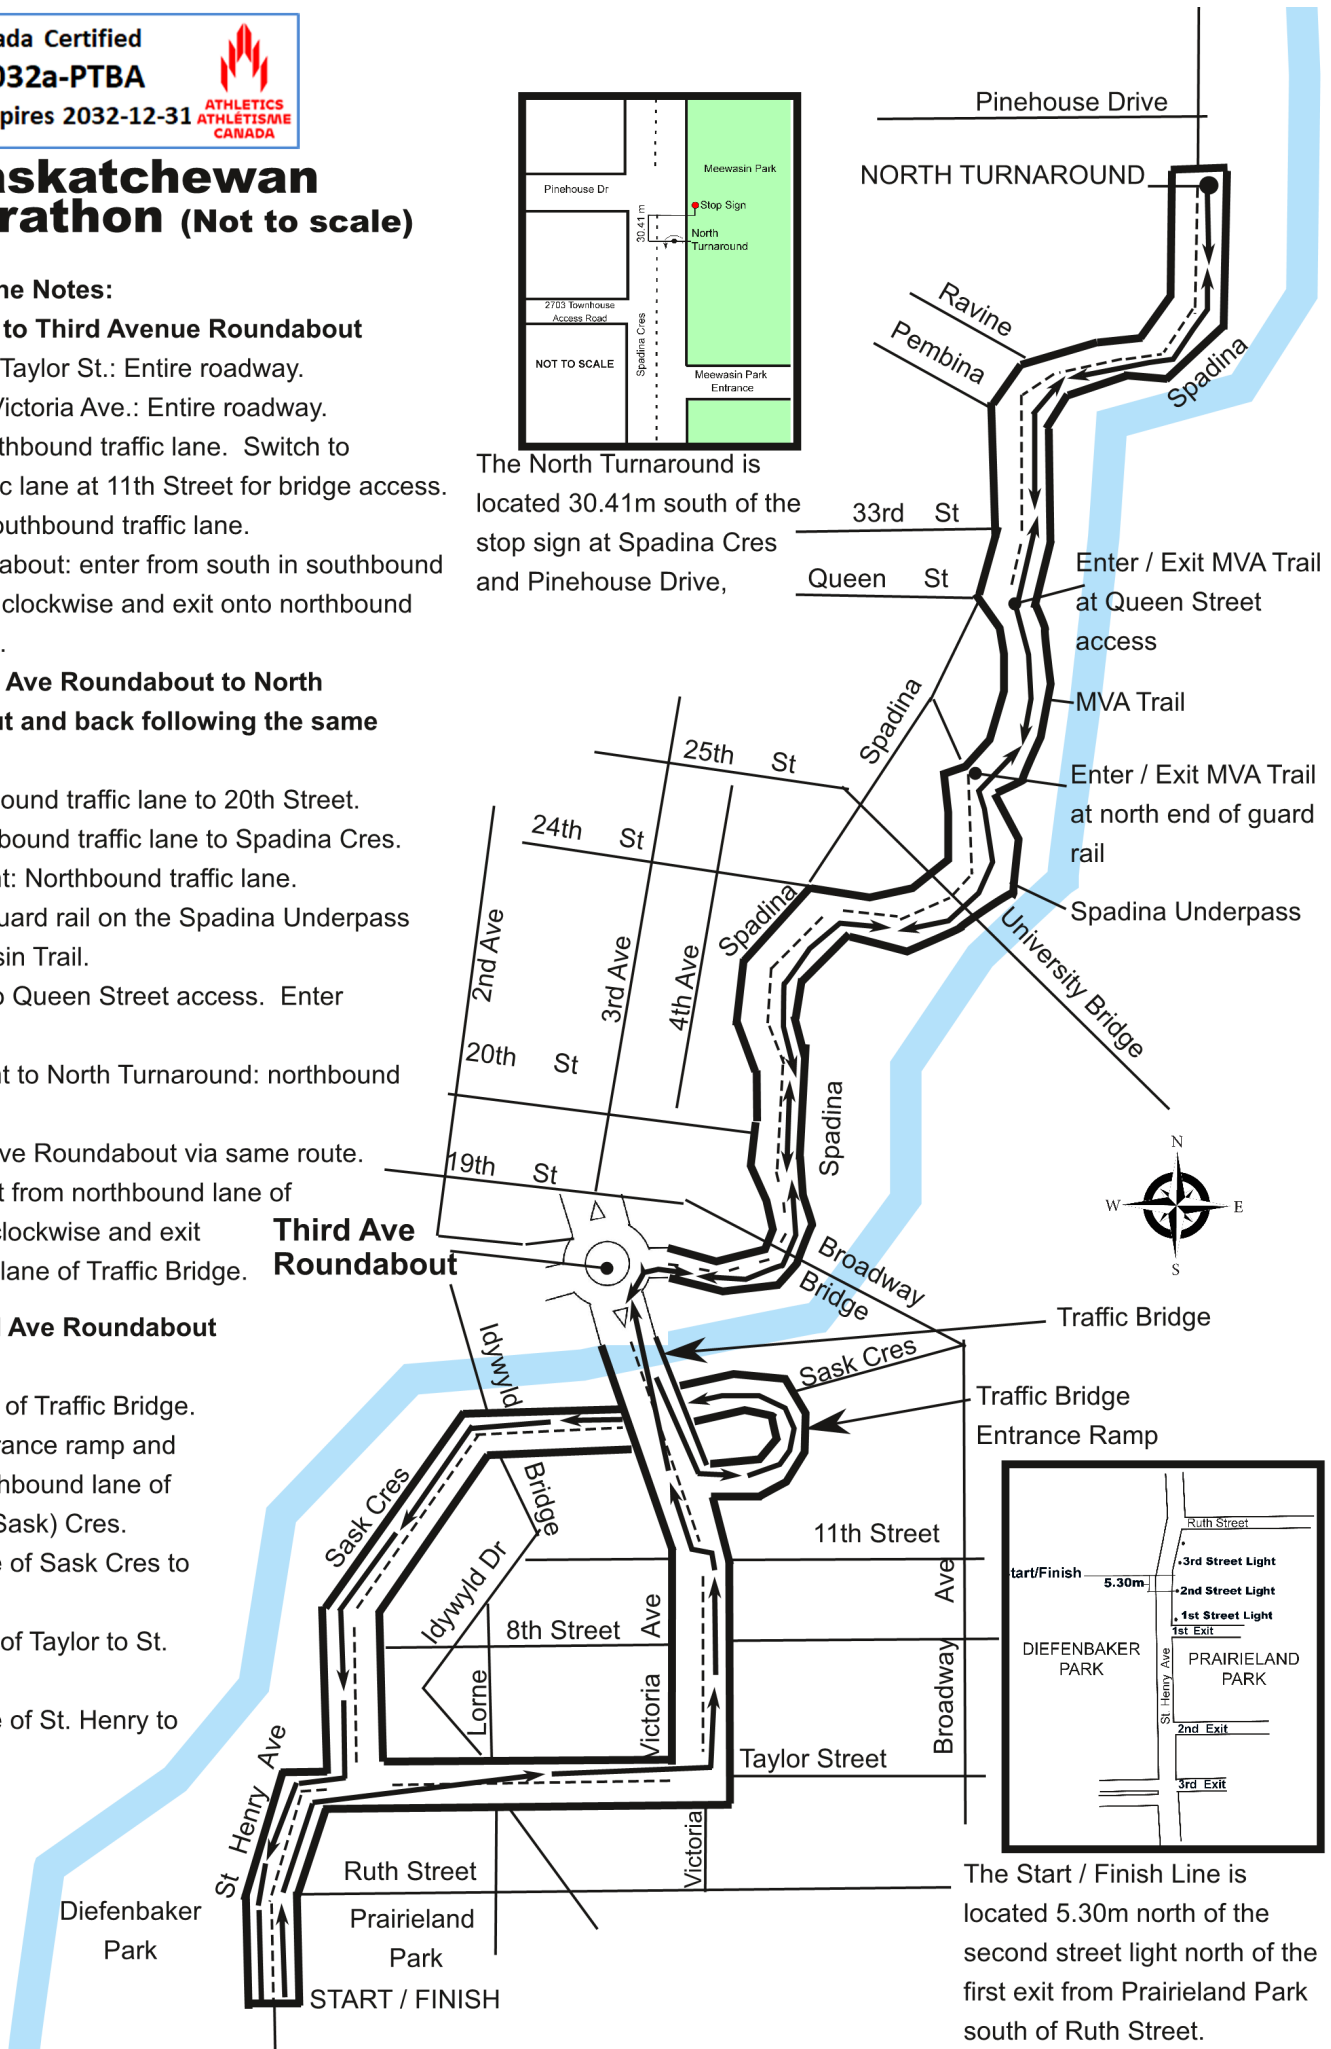 ada Certified
032a-PTBA
pires 2032-12-31
ATHLETICS
ATHLÉTISME
CANADA
askatchewan
rathon (Not to scale)
ne Notes:
to Third Avenue Roundabout
Taylor St.: Entire roadway.
Victoria Ave.: Entire roadway.
thbound traffic lane. Switch to
c lane at 11th Street for bridge access.
outhbound traffic lane.
about: enter from south in southbound
clockwise and exit onto northbound
.
Ave Roundabout to North
ut and back following the same
ound traffic lane to 20th Street.
bound traffic lane to Spadina Cres.
nt: Northbound traffic lane.
uard rail on the Spadina Underpass
sin Trail.
o Queen Street access. Enter
nt to North Turnaround: northbound
ve Roundabout via same route.
t from northbound lane of
clockwise and exit
lane of Traffic Bridge.
d Ave Roundabout
of Traffic Bridge.
rance ramp and
thbound lane of
Sask) Cres.
e of Sask Cres to
of Taylor to St.
e of St. Henry to
Meewasin Park
Pinehouse Dr
Stop Sign
30.41 m
North
Turnaround
2703 Townhouse
Access Road
Spadina Cres
NOT TO SCALE
Meewasin Park
Entrance
The North Turnaround is
located 30.41m south of the
stop sign at Spadina Cres
and Pinehouse Drive,
Pinehouse Drive
NORTH TURNAROUND
Ravine
Pembina
Spadina
33rd St
Queen St
Enter / Exit MVA Trail
at Queen Street
access
MVA Trail
Spadina
25th St
Enter / Exit MVA Trail
at north end of guard
rail
24th St
Spadina
Spadina Underpass
University Bridge
2nd Ave
3rd Ave
4th Ave
20th St
Spadina
19th St
N
W
E
S
Third Ave
Roundabout
Broadway
Bridge
Traffic Bridge
Idywyld
Sask Cres
Traffic Bridge
Entrance Ramp
Bridge
Sask Cres
11th Street
Idywyld Dr
Ave
8th Street
Ave
Lorne
Victoria
Broadway
Taylor Street
St Henry Ave
Victoria
Ruth Street
Diefenbaker
Park
Prairieland
Park
START / FINISH
Ruth Street
3rd Street Light
tart/Finish
5.30m
2nd Street Light
1st Street Light
1st Exit
DIEFENBAKER
PARK
PRAIRIELAND
PARK
St Henry Ave
2nd Exit
3rd Exit
The Start / Finish Line is
located 5.30m north of the
second street light north of the
first exit from Prairieland Park
south of Ruth Street.